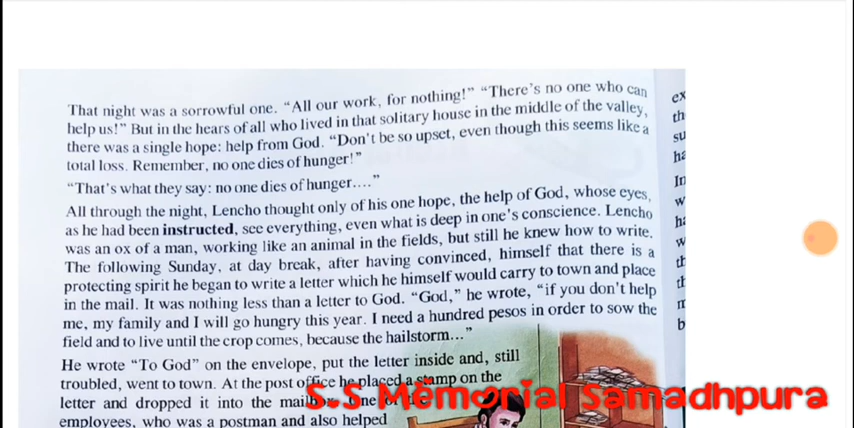 That night was a sorrowful one. “All our work, for nothing!” “There’s no one who can
help us!” But in the hears of all who lived in that solitary house in the middle of the valley,
there was a single hope: help from God. “Don’t be so upset, even though this seems like a
total loss. Remember, no one dies of hunger!”
“That’s what they say: no one dies of hunger....”
All through the night, Lencho thought only of his one hope, the help of God, whose eyes,
as he had been instructed, see everything, even what is deep in one’s conscience. Lencho
was an ox of a man, working like an animal in the fields, but still he knew how to write.
The following Sunday, at day break, after having convinced, himself that there is a
protecting spirit he began to write a letter which he himself would carry to town and place
in the mail. It was nothing less than a letter to God. “God,” he wrote, “if you don’t help
me, my family and I will go hungry this year. I need a hundred pesos in order to sow the
field and to live until the crop comes, because the hailstorm...”
He wrote “To God” on the envelope, put the letter inside and, still
troubled, went to town. At the post office he placed a stamp on the
letter and dropped it into the
employees, who was a postman and also helped
S.S Memorial Samadhpura